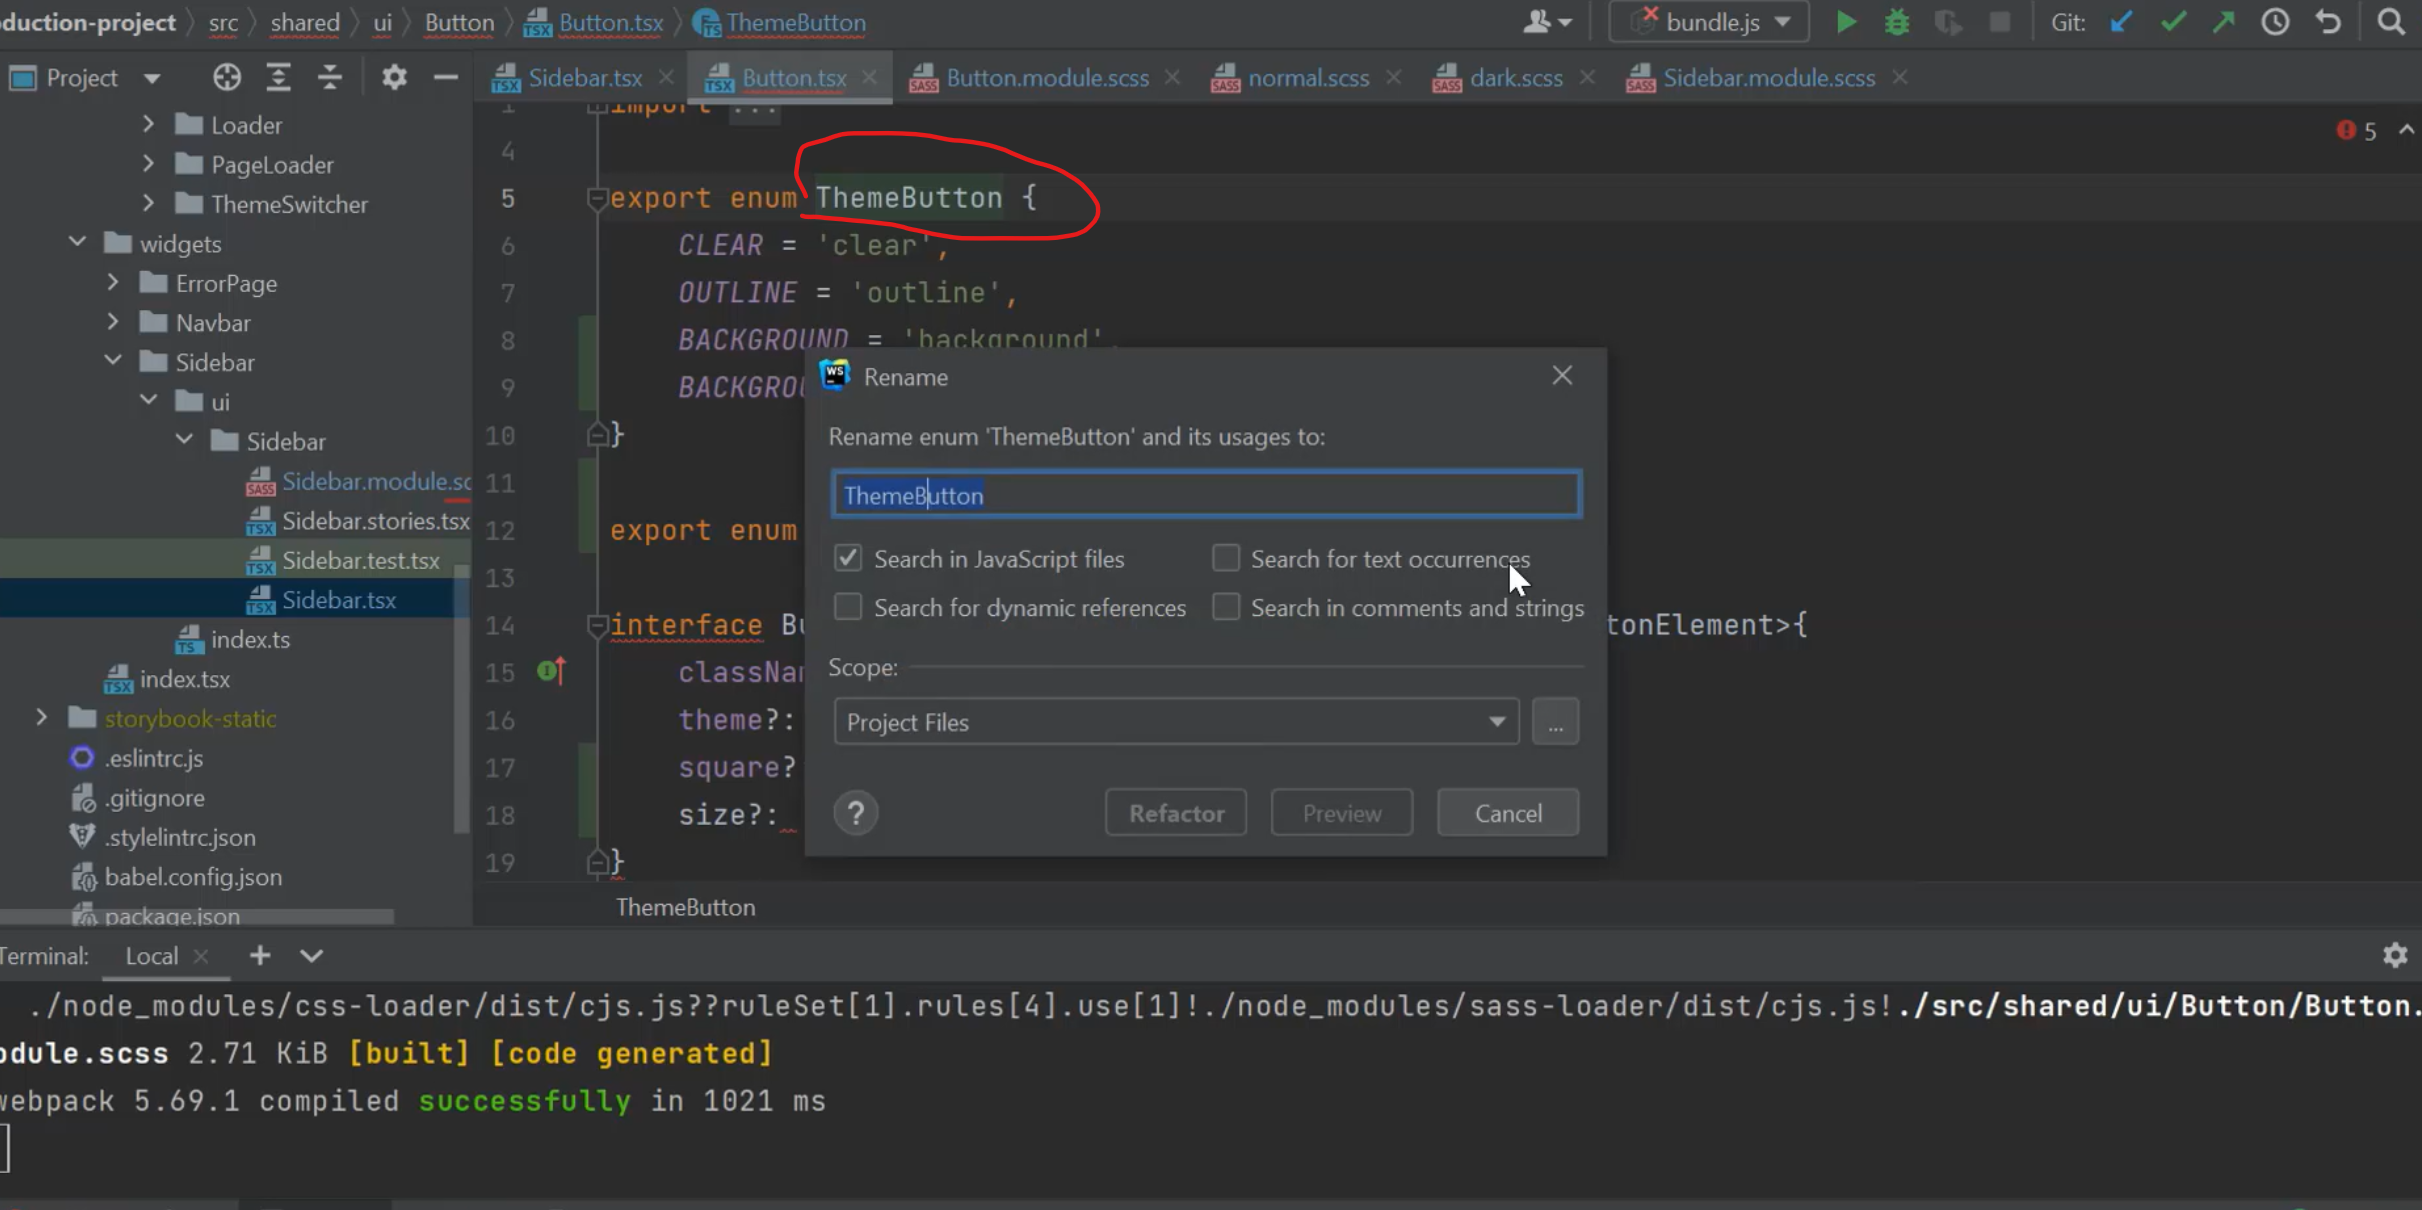 duction-project src shared ui Button Button.tsx ThemeButton bundle.js Git:
Project Sidebar.tsx Button.tsx Button.module.scss normal.scss dark.scss Sidebar.module.scss
Loader
PageLoader
ThemeSwitcher
widgets
ErrorPage
Navbar
Sidebar
ui
Sidebar
Sidebar.module.sc
Sidebar.stories.tsx
Sidebar.test.tsx
Sidebar.tsx
index.ts
index.tsx
storybook-static
.eslintrc.js
.gitignore
.stylelintrc.json
babel.config.json
package.json
1 import ...
5
4
5 export enum ThemeButton {
6 CLEAR = 'clear',
7 OUTLINE = 'outline',
8 BACKGROUND = 'background',
9 BACKGROU
10 }
11
12 export enum
13
14 interface Bu tonElement>{
15 classNam
16 theme?:
17 square?
18 size?:
19 }
ThemeButton
Rename
Rename enum 'ThemeButton' and its usages to:
ThemeButton
Search in JavaScript files Search for text occurrences
Search for dynamic references Search in comments and strings
Scope:
Project Files ...
? Refactor Preview Cancel
Terminal: Local
./node_modules/css-loader/dist/cjs.js??ruleSet[1].rules[4].use[1]!./node_modules/sass-loader/dist/cjs.js!./src/shared/ui/Button/Button.
odule.scss 2.71 KiB [built] [code generated]
webpack 5.69.1 compiled successfully in 1021 ms